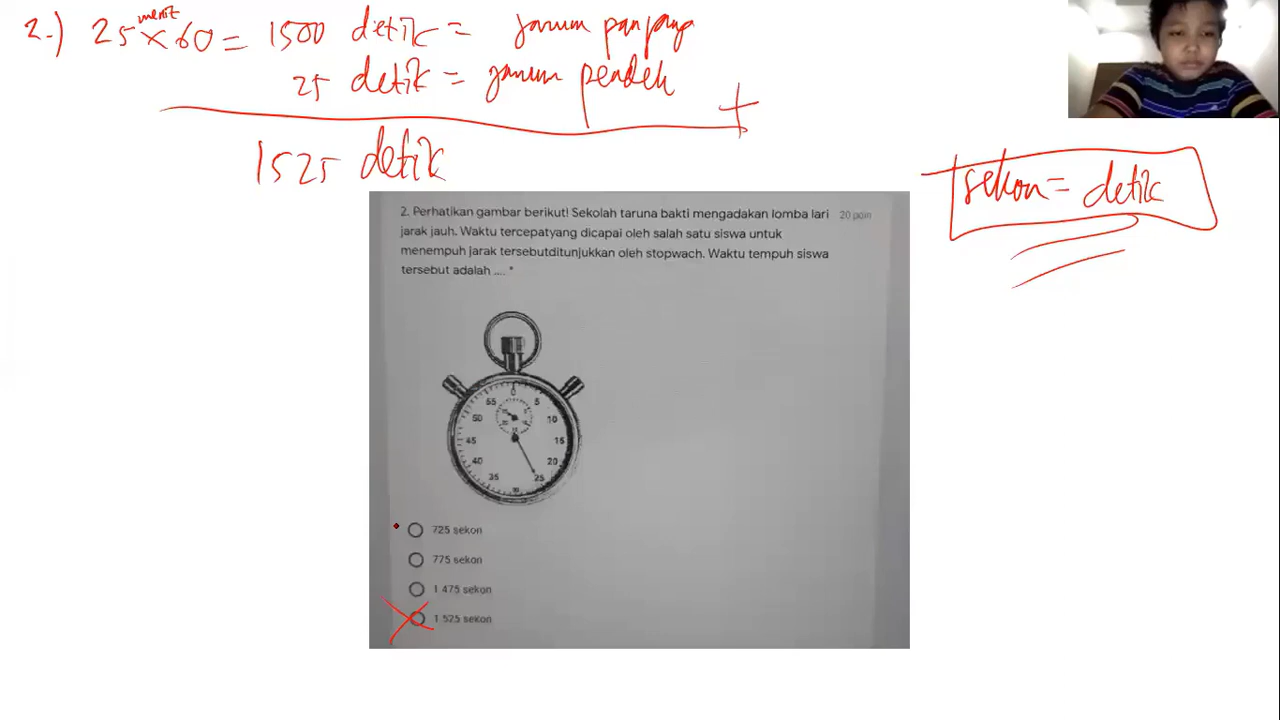 2.) 25 menit × 60 = 1500 detik = jarum panjang
25 detik = jarum pendek
+
1525 detik
sekon = detik
2. Perhatikan gambar berikut! Sekolah taruna bakti mengadakan lomba lari 20 poin
jarak jauh. Waktu tercepatyang dicapai oleh salah satu siswa untuk
menempuh jarak tersebutditunjukkan oleh stopwach. Waktu tempuh siswa
tersebut adalah .... *
0
55 5
50 10
45 15
40 20
35 25
30
725 sekon
775 sekon
1 475 sekon
1 525 sekon